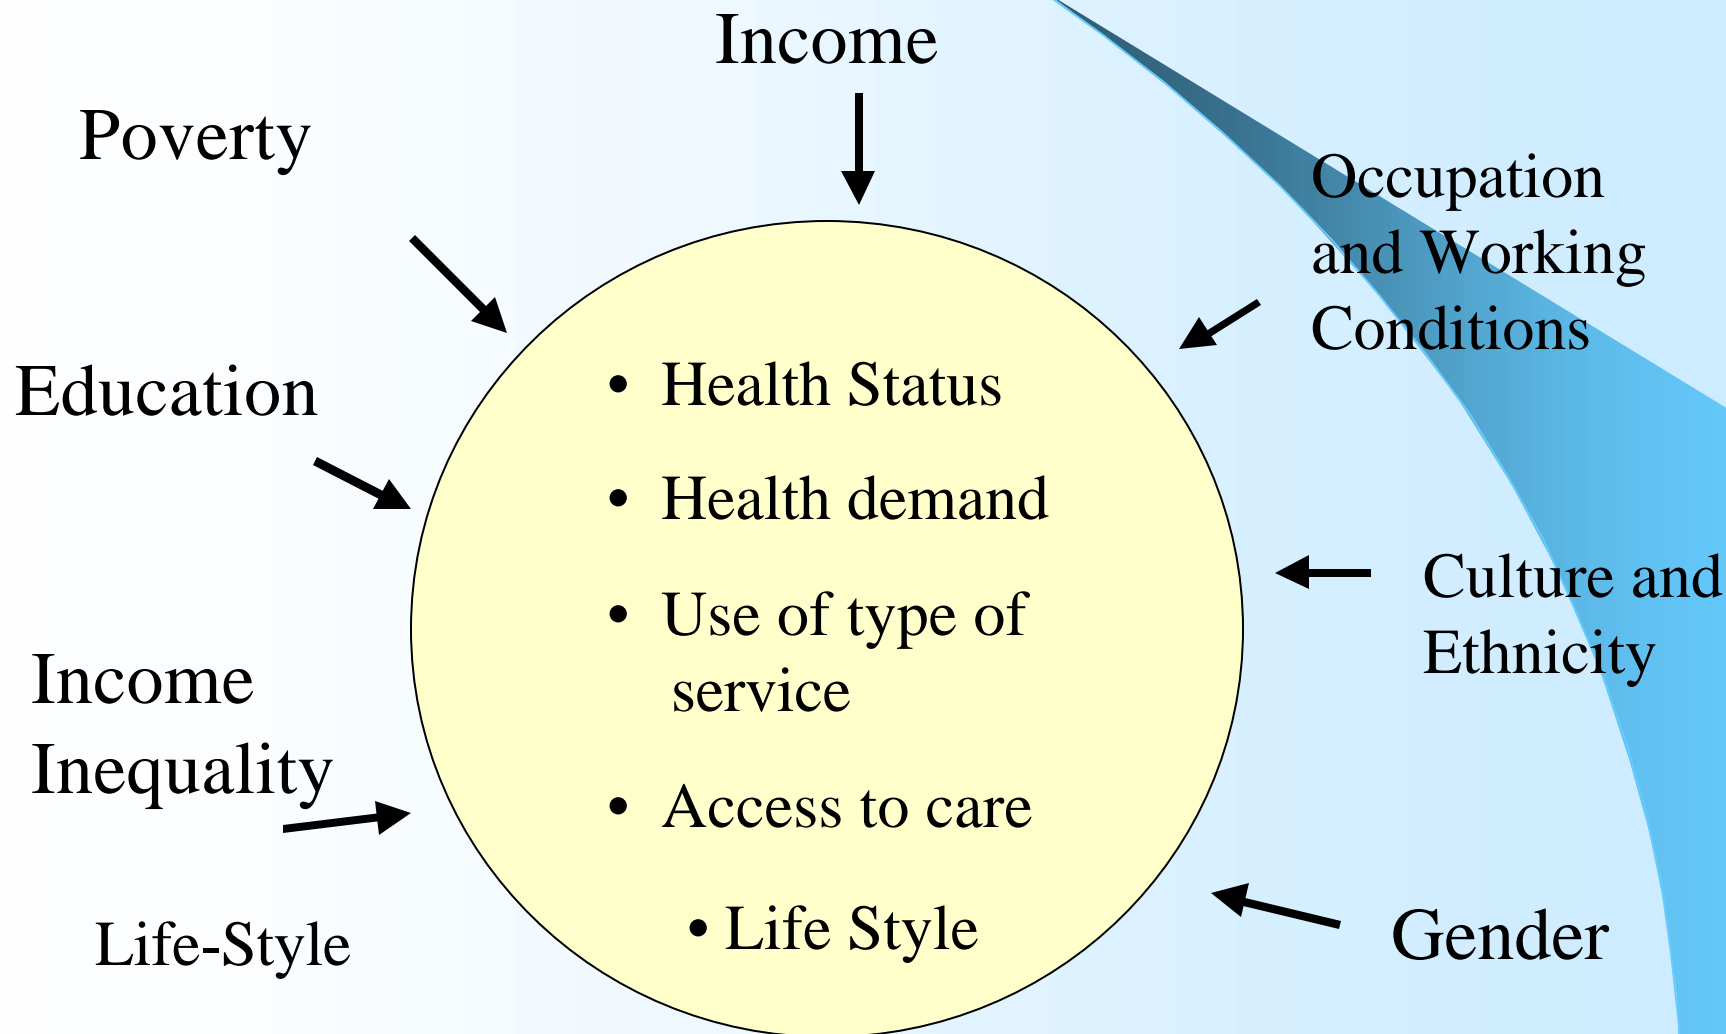 Income
Poverty
Occupation
and Working
Conditions
Education
• Health Status
• Health demand
• Use of type of
service
Culture and
Ethnicity
Income
Inequality
• Access to care
Life-Style
• Life Style
Gender